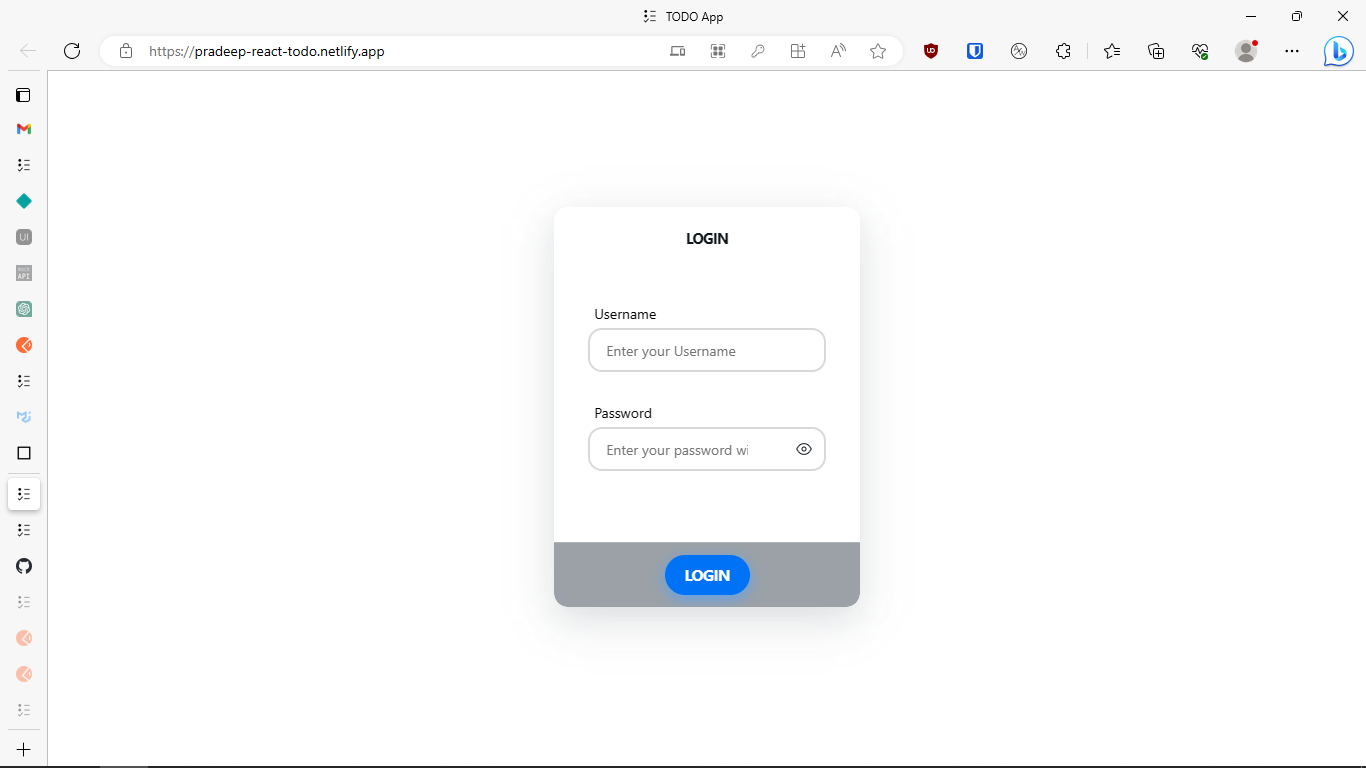 TODO App
https://pradeep-react-todo.netlify.app
UI
API
LOGIN
Username
Enter your Username
Password
Enter your password wi
LOGIN